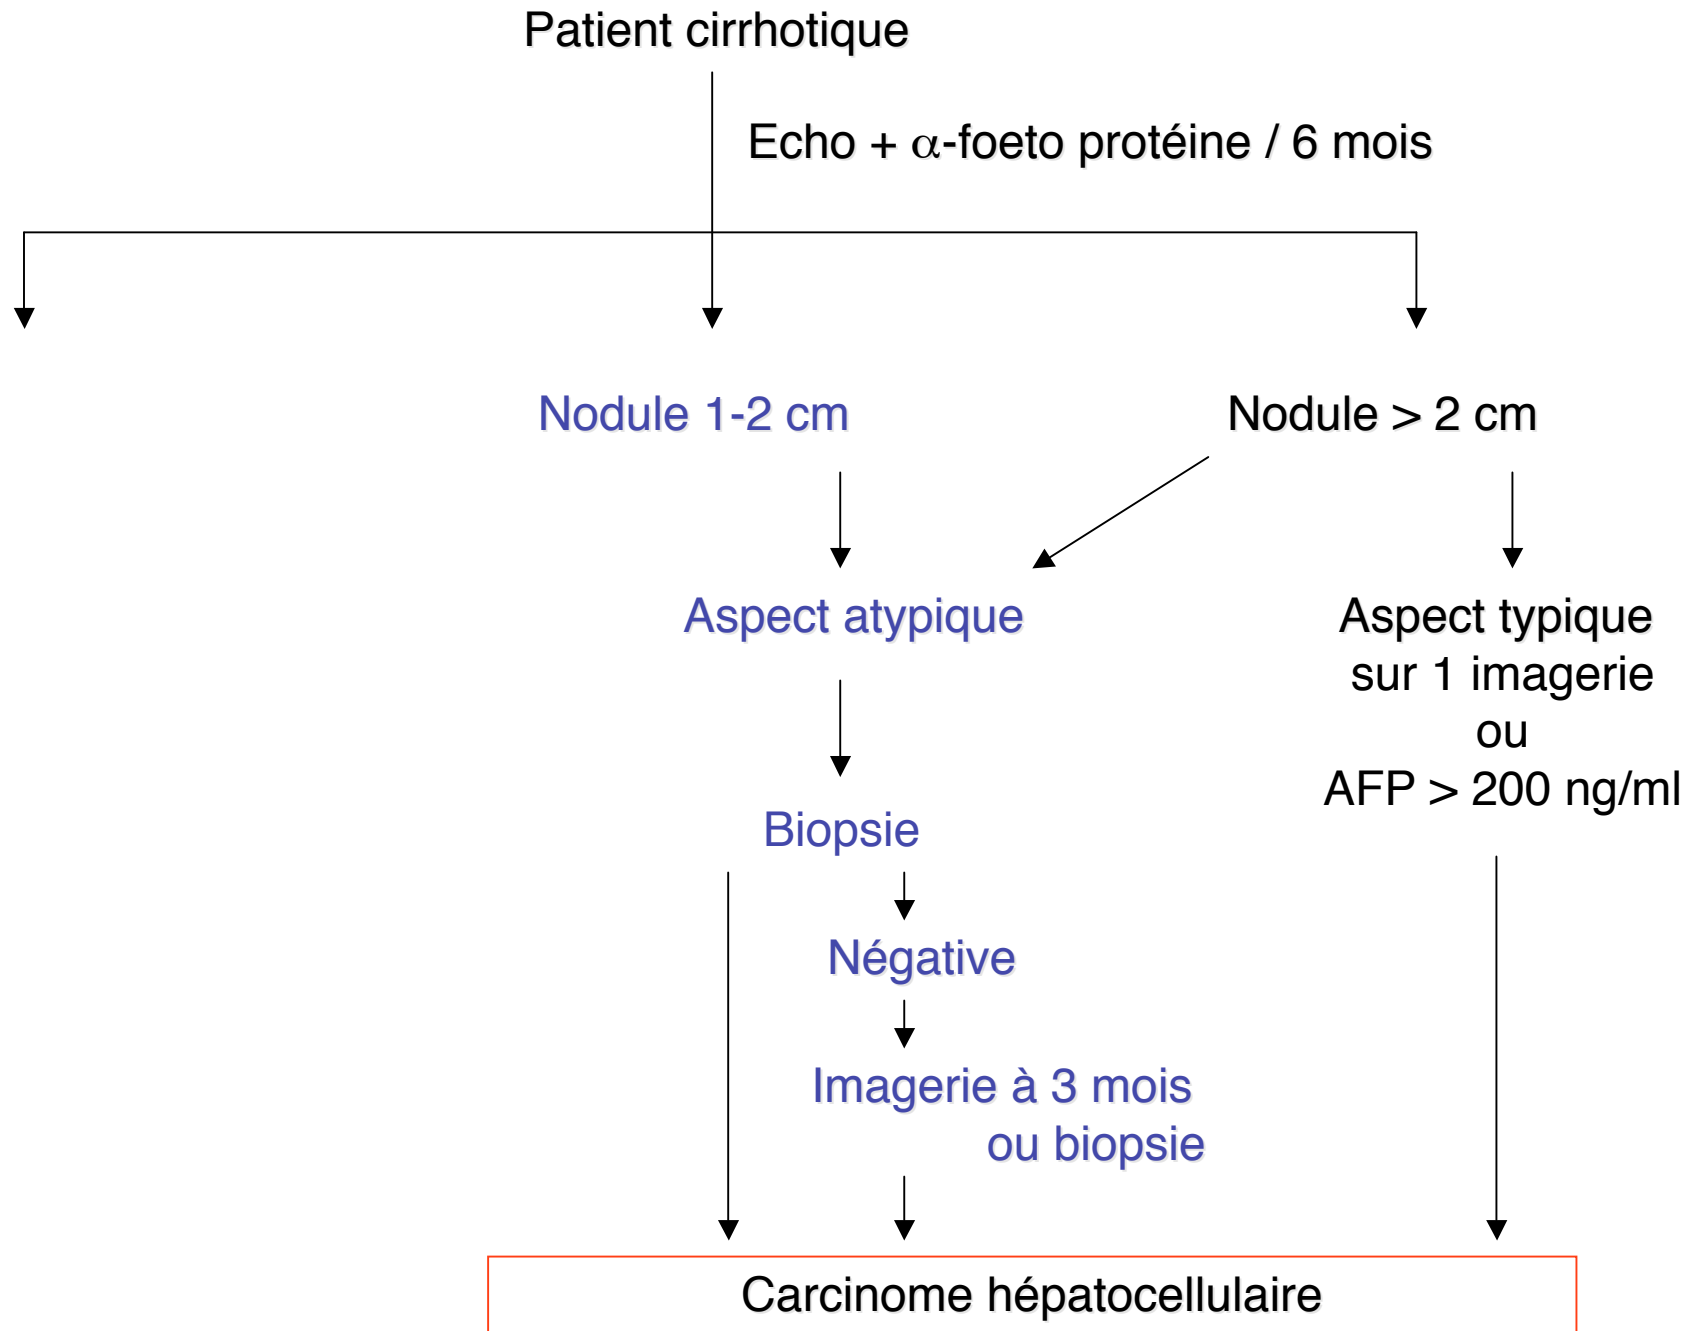 Patient cirrhotique
Echo + α-foeto protéine / 6 mois
Nodule 1-2 cm
Nodule > 2 cm
Aspect atypique
Aspect typique
sur 1 imagerie
ou
AFP > 200 ng/ml
Biopsie
Négative
Imagerie à 3 mois
ou biopsie
Carcinome hépatocellulaire